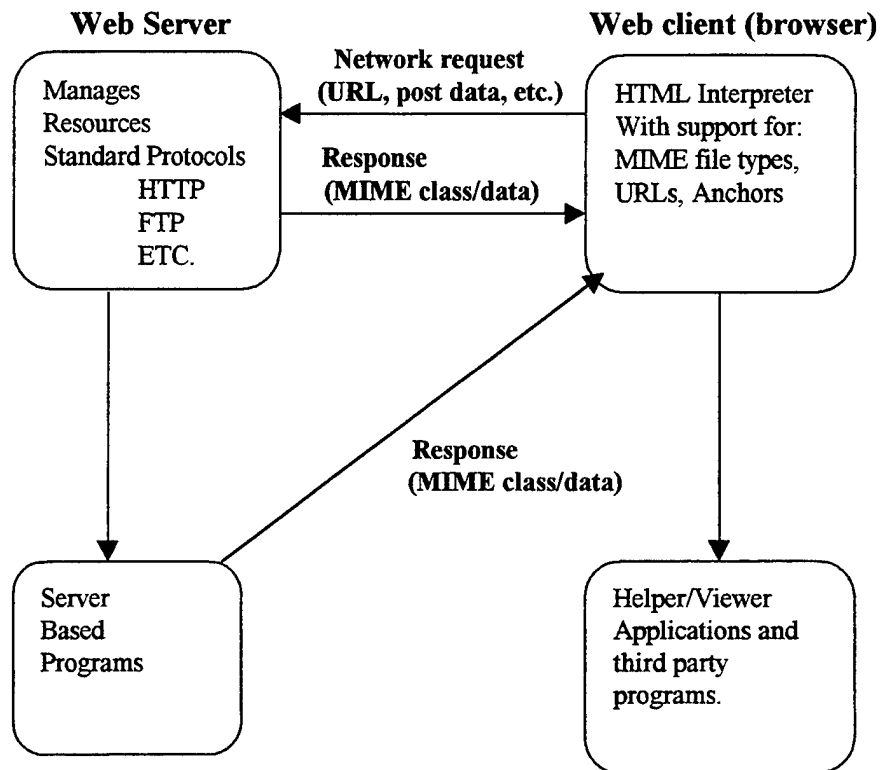 Web Server
Web client (browser)
Network request
(URL, post data, etc.)
Manages
Resources
Standard Protocols
HTTP
FTP
ETC.
Response
(MIME class/data)
HTML Interpreter
With support for:
MIME file types,
URLs, Anchors
Response
(MIME class/data)
Server
Based
Programs
Helper/Viewer
Applications and
third party
programs.